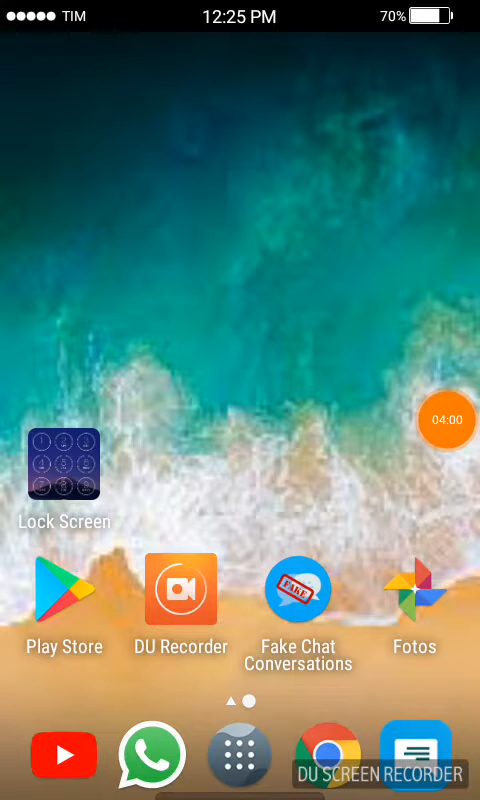 TIM 12:25 PM 70%
04:00
Lock Screen
FAKE
Play Store DU Recorder Fake Chat Conversations Fotos
DU SCREEN RECORDER